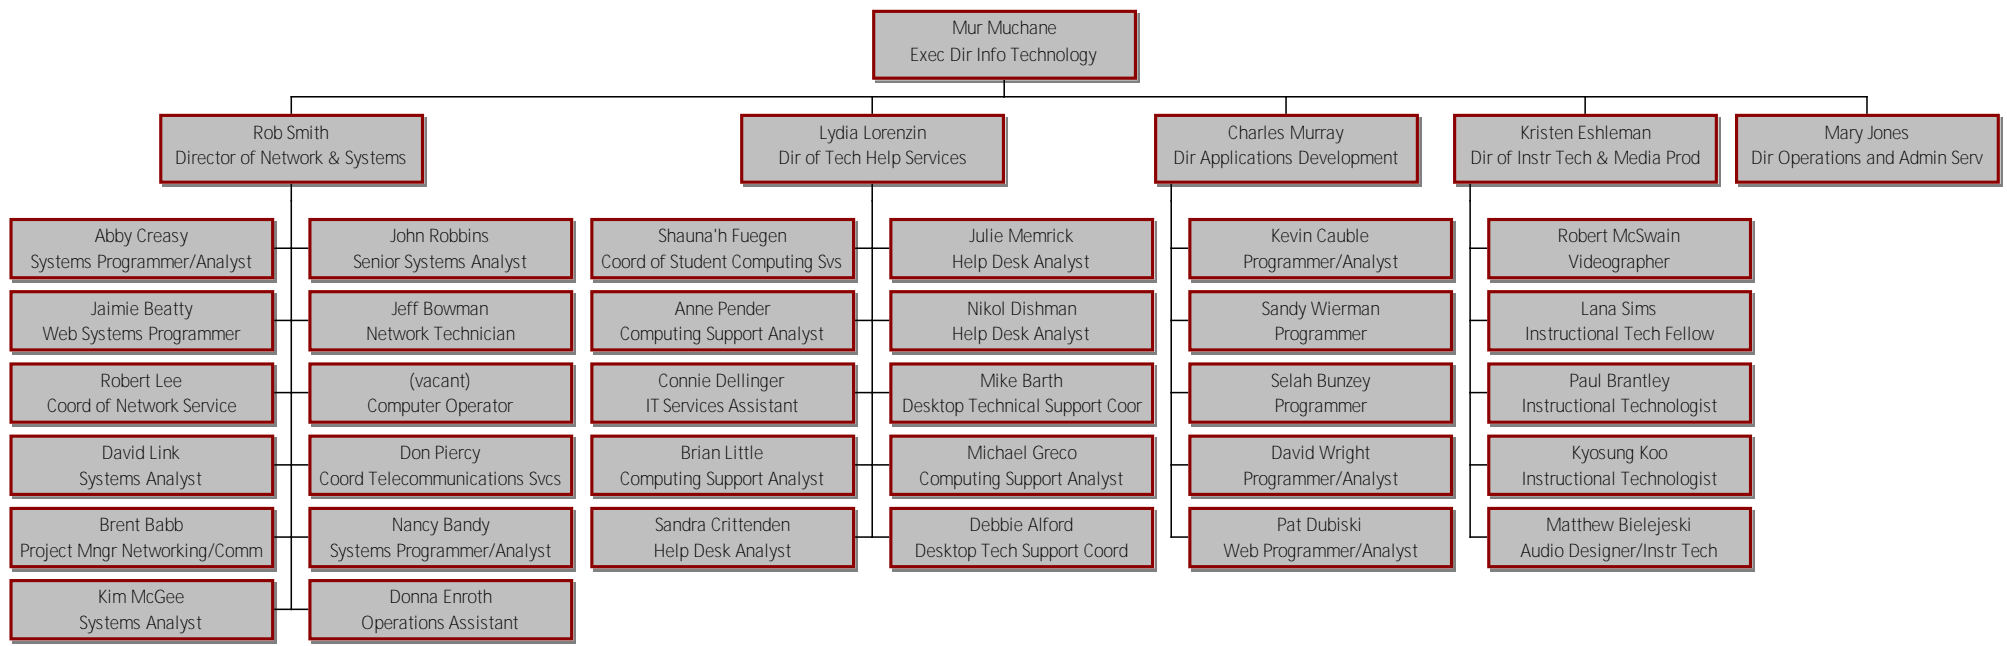 Mur Muchane
Exec Dir Info Technology
Rob Smith
Director of Network & Systems
Lydia Lorenzin
Dir of Tech Help Services
Charles Murray
Dir Applications Development
Kristen Eshleman
Dir of Instr Tech & Media Prod
Mary Jones
Dir Operations and Admin Serv
Abby Creasy
Systems Programmer/Analyst
John Robbins
Senior Systems Analyst
Jaimie Beatty
Web Systems Programmer
Jeff Bowman
Network Technician
Robert Lee
Coord of Network Service
(vacant)
Computer Operator
David Link
Systems Analyst
Don Piercy
Coord Telecommunications Svcs
Brent Babb
Project Mngr Networking/Comm
Nancy Bandy
Systems Programmer/Analyst
Kim McGee
Systems Analyst
Donna Enroth
Operations Assistant
Shauna'h Fuegen
Coord of Student Computing Svs
Julie Memrick
Help Desk Analyst
Anne Pender
Computing Support Analyst
Nikol Dishman
Help Desk Analyst
Connie Dellinger
IT Services Assistant
Mike Barth
Desktop Technical Support Coor
Brian Little
Computing Support Analyst
Michael Greco
Computing Support Analyst
Sandra Crittenden
Help Desk Analyst
Debbie Alford
Desktop Tech Support Coord
Kevin Cauble
Programmer/Analyst
Sandy Wierman
Programmer
Selah Bunzey
Programmer
David Wright
Programmer/Analyst
Pat Dubiski
Web Programmer/Analyst
Robert McSwain
Videographer
Lana Sims
Instructional Tech Fellow
Paul Brantley
Instructional Technologist
Kyosung Koo
Instructional Technologist
Matthew Bielejeski
Audio Designer/Instr Tech